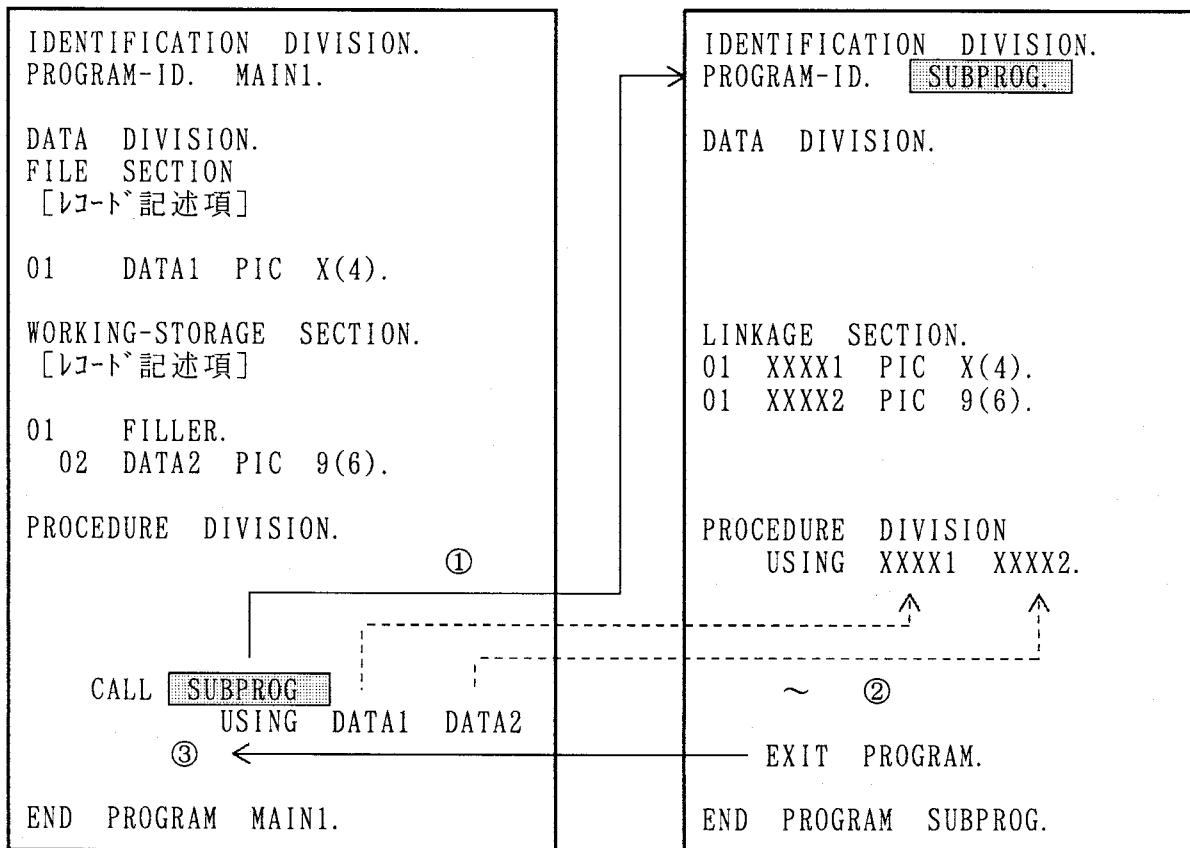 IDENTIFICATION DIVISION.
PROGRAM-ID. MAIN1.
DATA DIVISION.
FILE SECTION
[ﾚｺｰﾄﾞ記述項]
01 DATA1 PIC X(4).
WORKING-STORAGE SECTION.
[ﾚｺｰﾄﾞ記述項]
01 FILLER.
02 DATA2 PIC 9(6).
PROCEDURE DIVISION.
①
CALL SUBPROG
USING DATA1 DATA2
③
END PROGRAM MAIN1.
IDENTIFICATION DIVISION.
PROGRAM-ID. SUBPROG.
DATA DIVISION.
LINKAGE SECTION.
01 XXXX1 PIC X(4).
01 XXXX2 PIC 9(6).
PROCEDURE DIVISION
USING XXXX1 XXXX2.
～ ②
EXIT PROGRAM.
END PROGRAM SUBPROG.